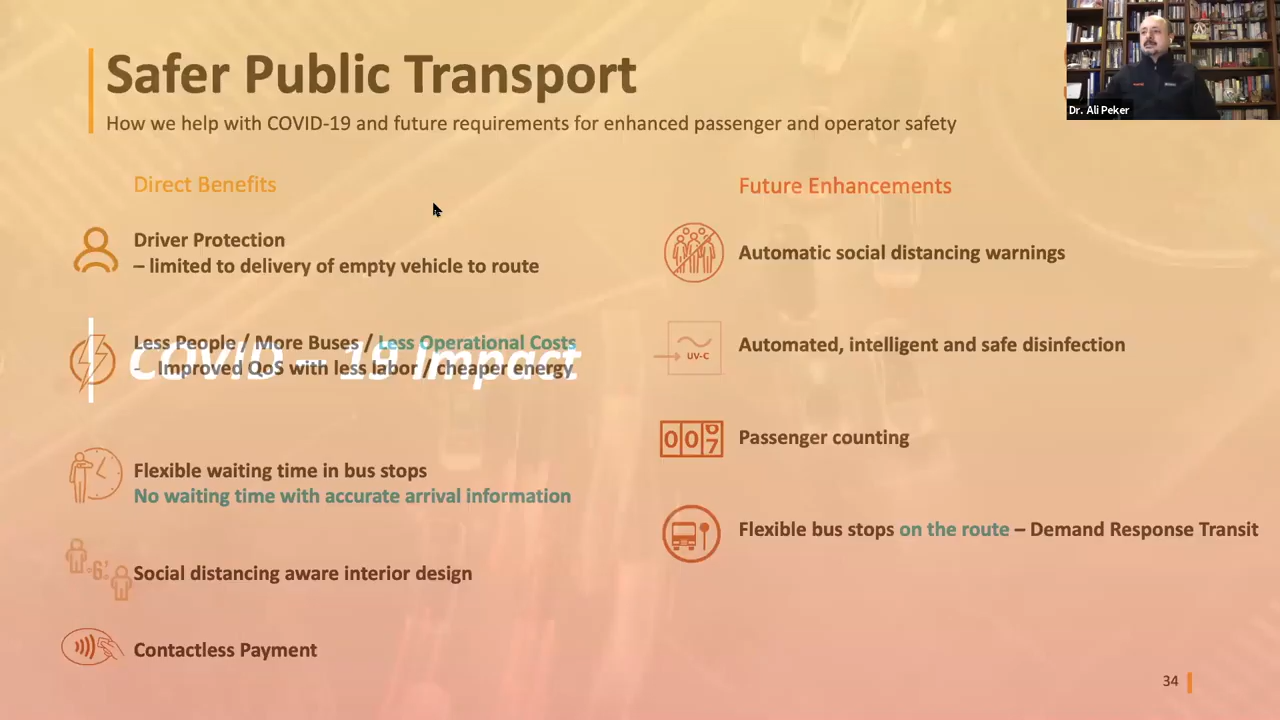 Safer Public Transport
How we help with COVID-19 and future requirements for enhanced passenger and operator safety
Dr. Ali Peker
Direct Benefits
Driver Protection
– limited to delivery of empty vehicle to route
Less People / More Buses / Less Operational Costs
COVID – 19 Impact
- Improved QoS with less labor / cheaper energy
Flexible waiting time in bus stops
No waiting time with accurate arrival information
6'
Social distancing aware interior design
Contactless Payment
Future Enhancements
Automatic social distancing warnings
UV-C
Automated, intelligent and safe disinfection
007
Passenger counting
Flexible bus stops on the route – Demand Response Transit
34